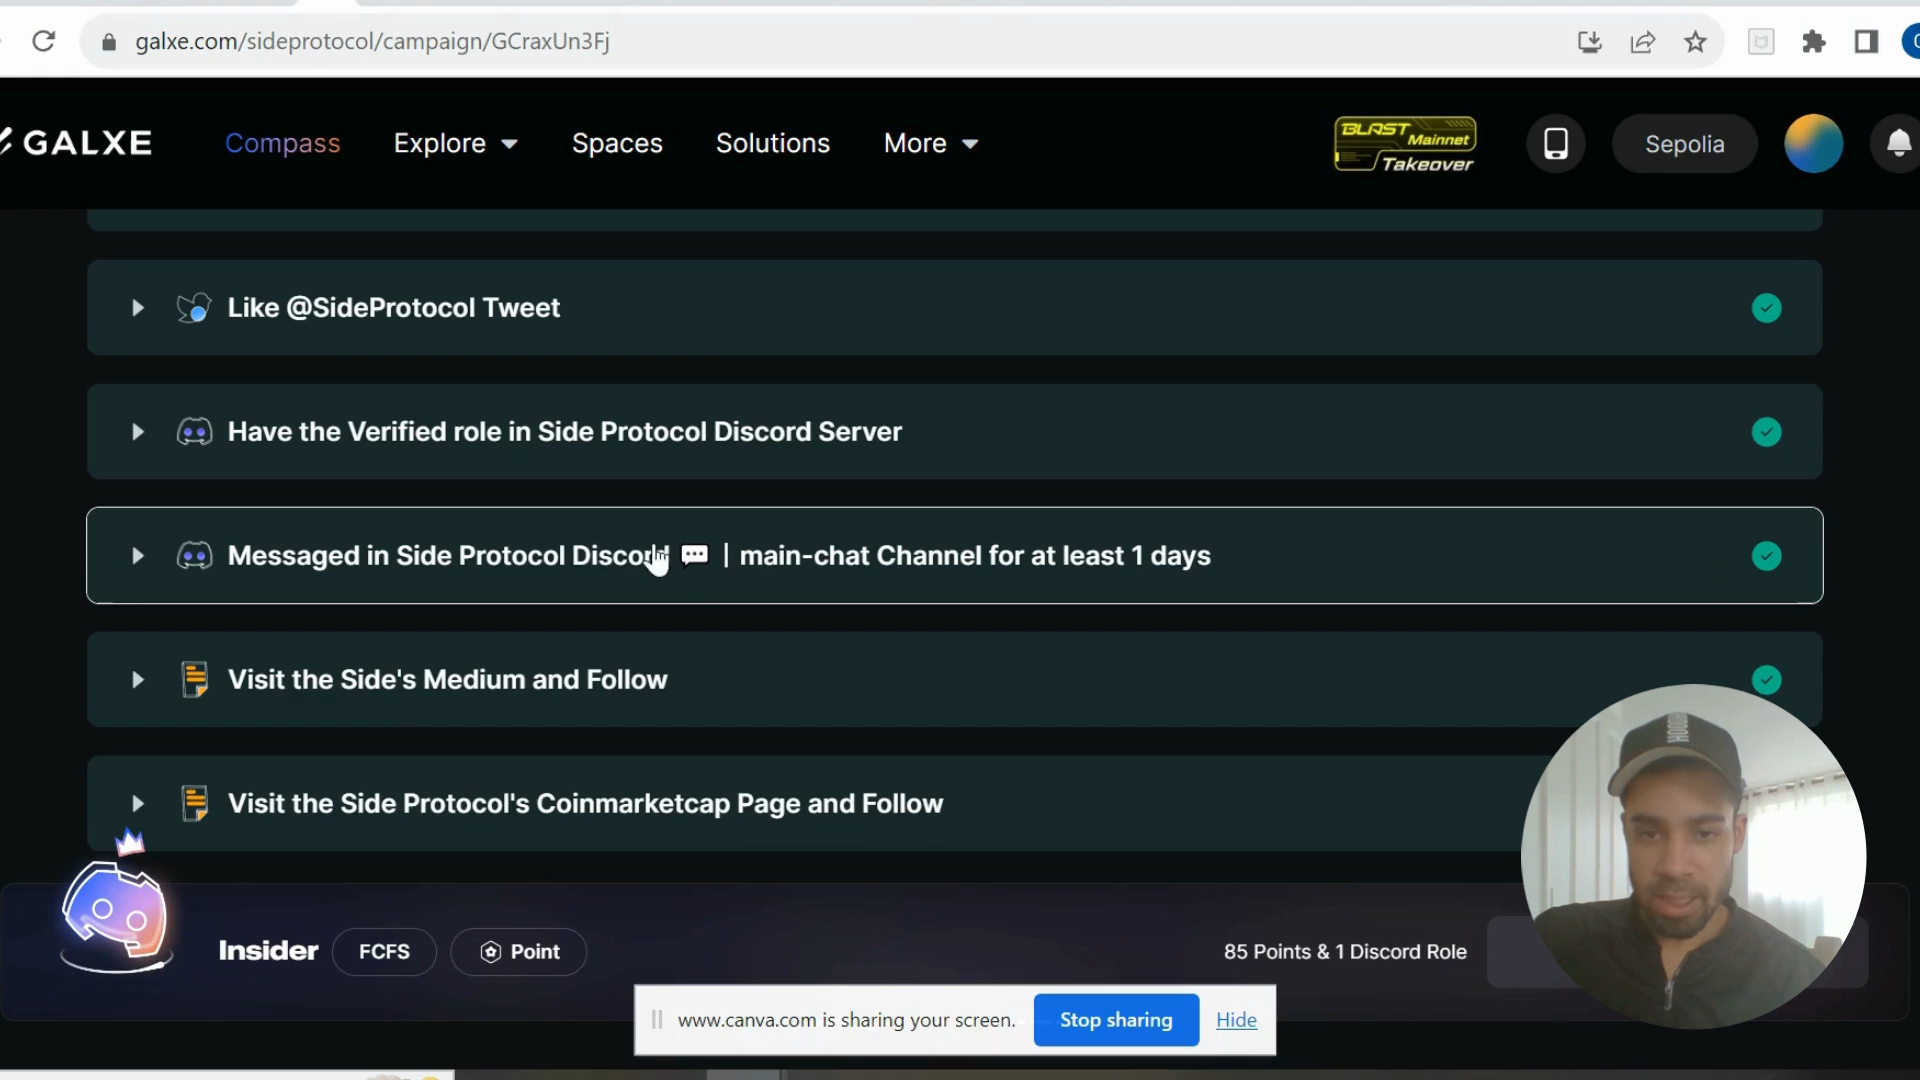 galxe.com/sideprotocol/campaign/GCraxUn3Fj
GALXE
Compass
Explore
Spaces
Solutions
More
BLAST Mainnet Takeover
Sepolia
Like @SideProtocol Tweet
Have the Verified role in Side Protocol Discord Server
Messaged in Side Protocol Discord 💬 | main-chat Channel for at least 1 days
Visit the Side's Medium and Follow
Visit the Side Protocol's Coinmarketcap Page and Follow
Insider
FCFS
Point
85 Points & 1 Discord Role
www.canva.com is sharing your screen.
Stop sharing
Hide